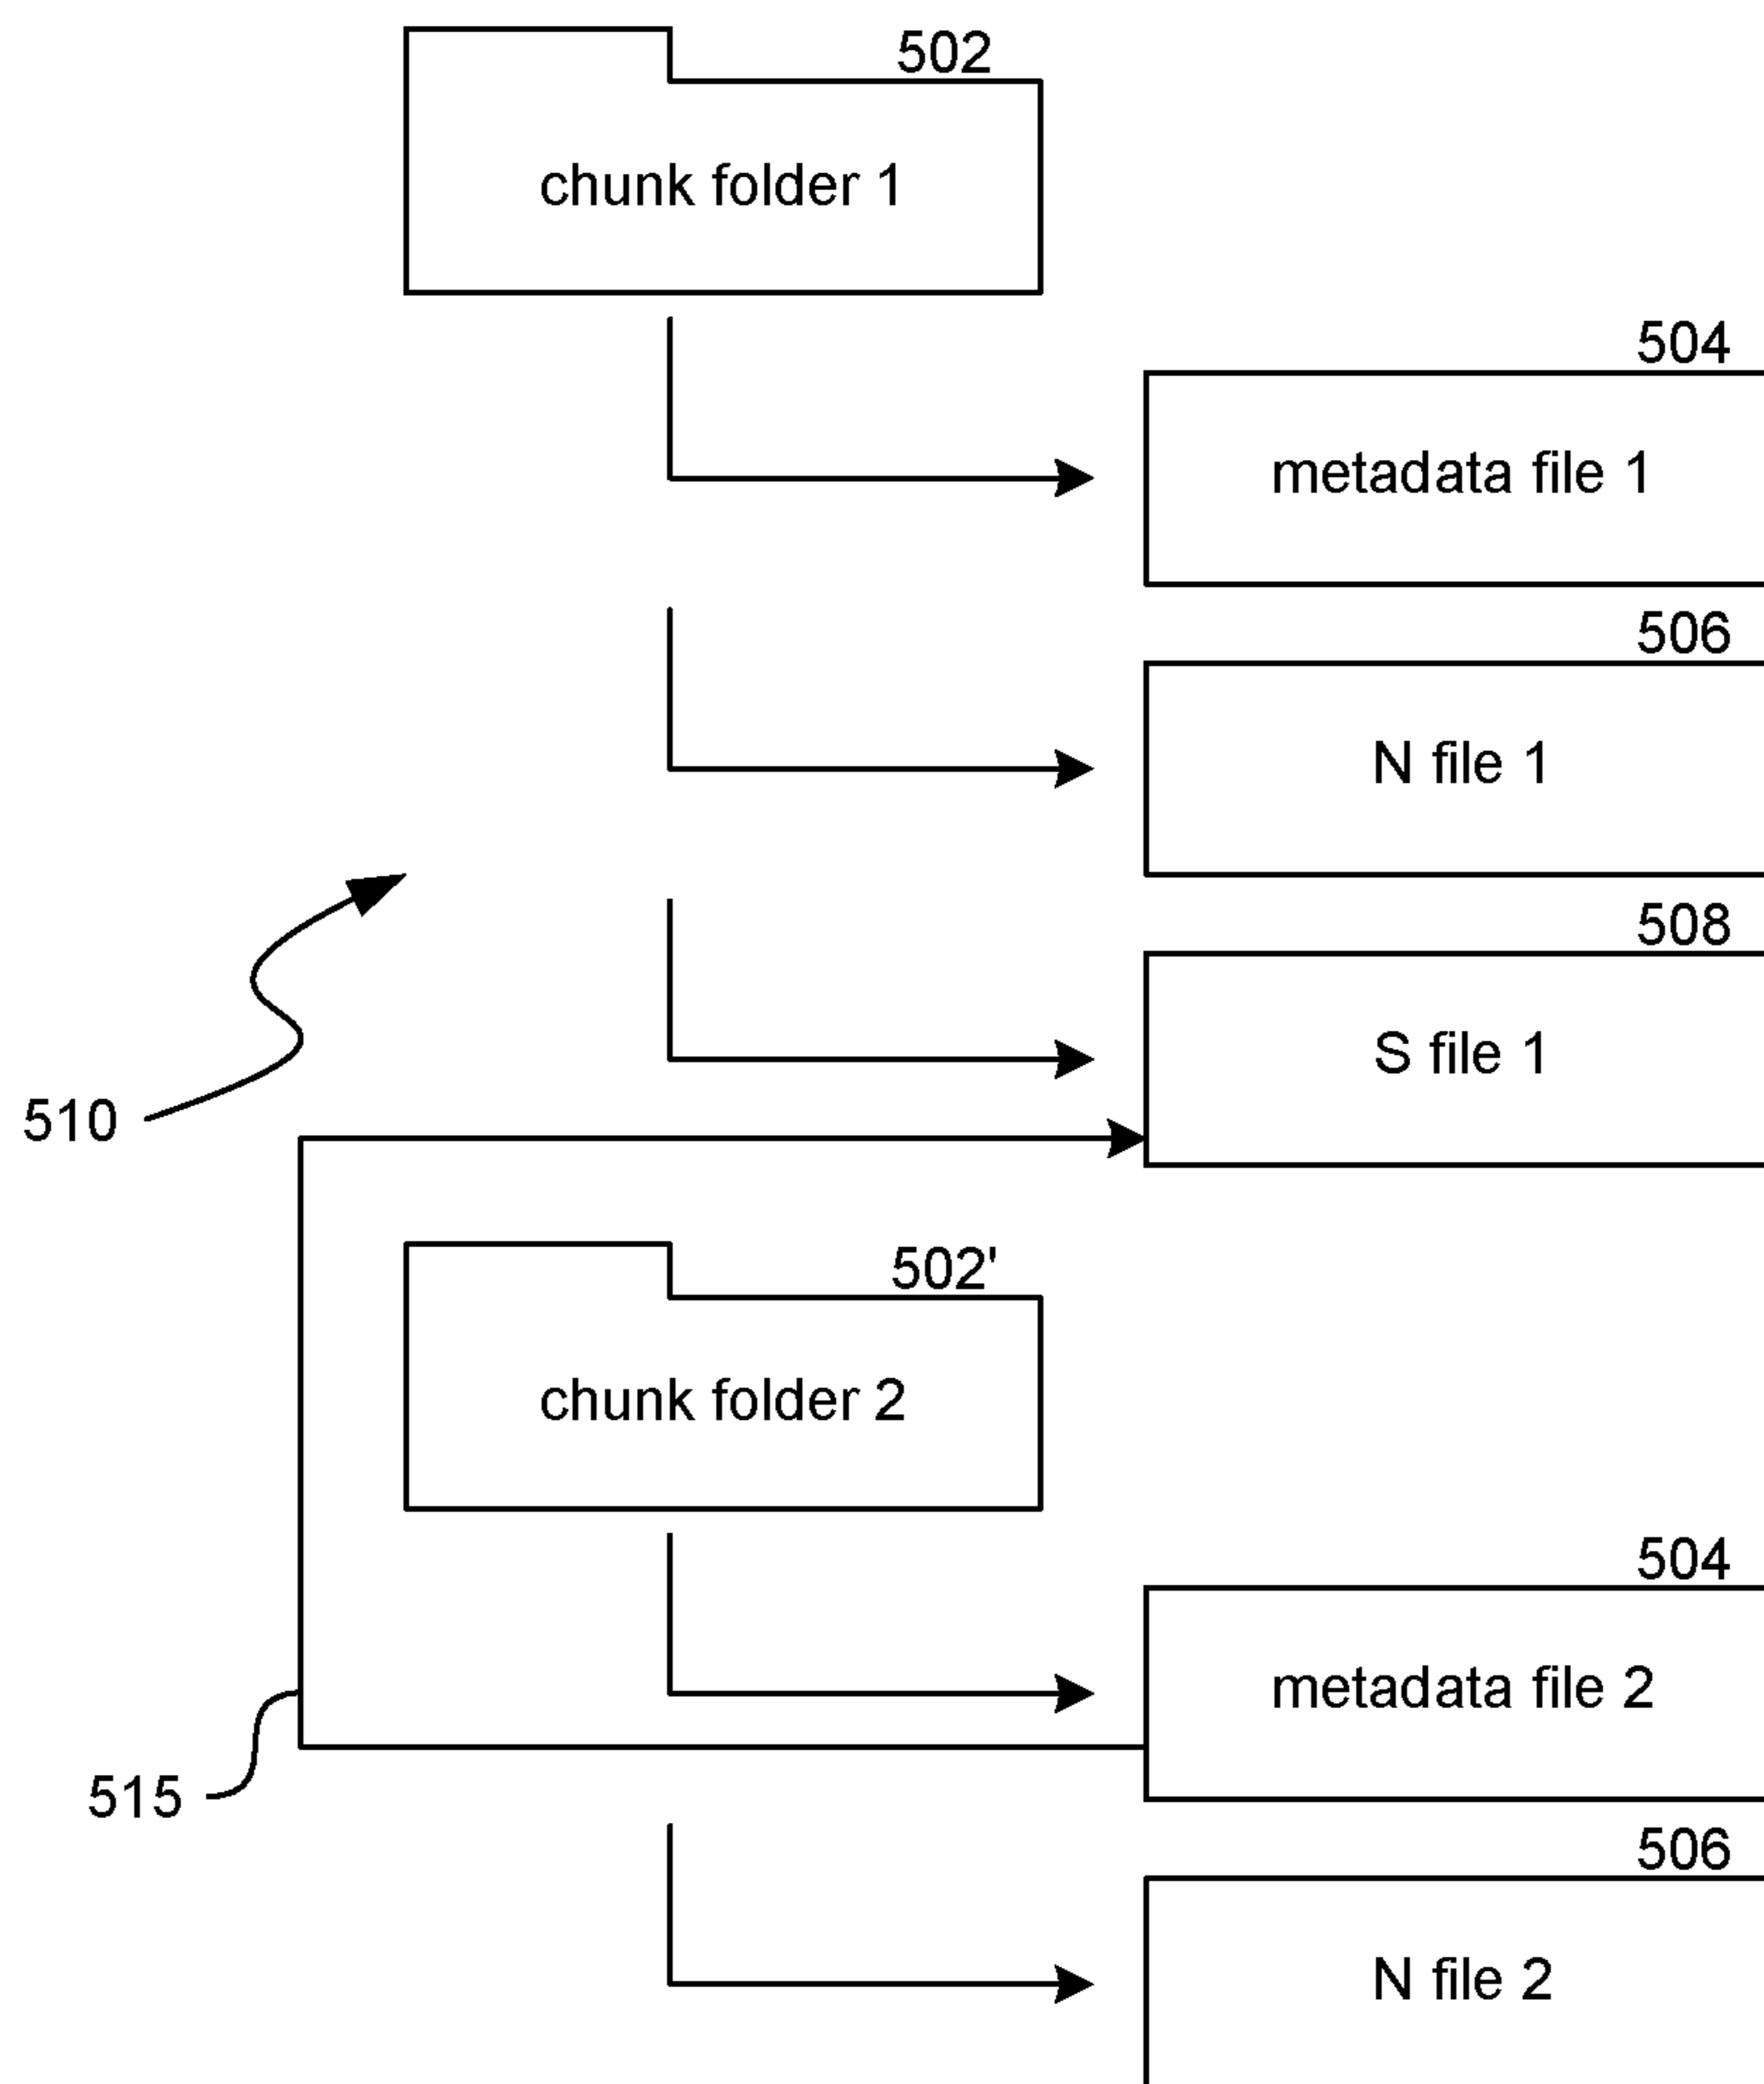 502
chunk folder 1
504
metadata file 1
506
N file 1
508
S file 1
510
502'
chunk folder 2
504
metadata file 2
515
506
N file 2